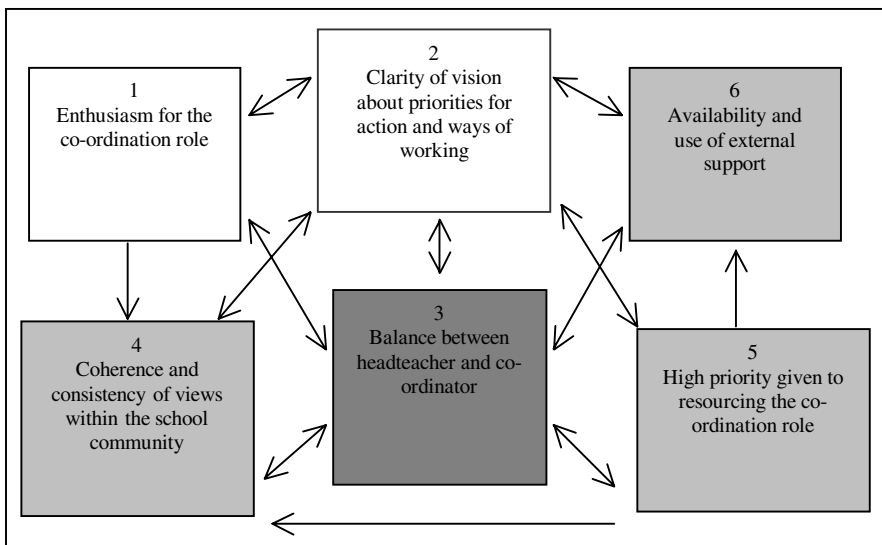 1
Enthusiasm for the
co-ordination role
2
Clarity of vision
about priorities for
action and ways of
working
6
Availability and
use of external
support
4
Coherence and
consistency of views
within the school
community
3
Balance between
headteacher and co-
ordinator
5
High priority given to
resourcing the co-
ordination role